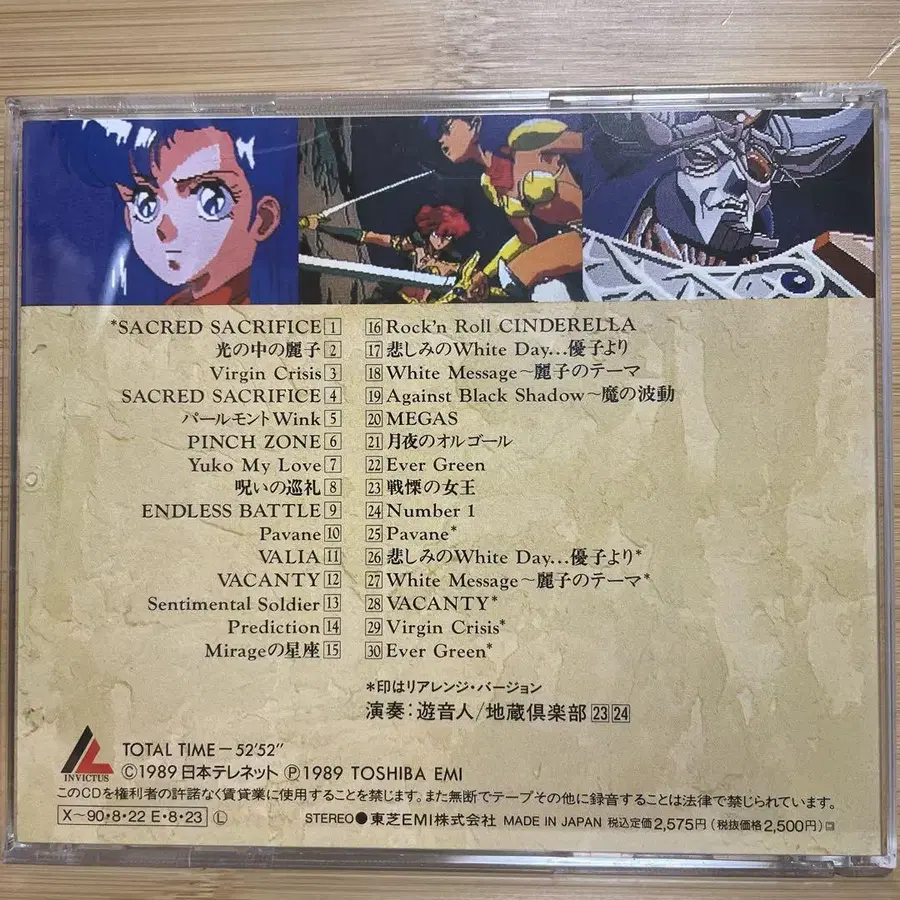 *SACRED SACRIFICE 1
光の中の麗子 2
Virgin Crisis 3
SACRED SACRIFICE 4
パールモントWink 5
PINCH ZONE 6
Yuko My Love 7
呪いの巡礼 8
ENDLESS BATTLE 9
Pavane 10
VALIA 11
VACANTY 12
Sentimental Soldier 13
Prediction 14
Mirageの星座 15
16 Rock'n Roll CINDERELLA
17 悲しみのWhite Day…優子より
18 White Message〜麗子のテーマ
19 Against Black Shadow〜魔の波動
20 MEGAS
21 月夜のオルゴール
22 Ever Green
23 戦慄の女王
24 Number 1
25 Pavane*
26 悲しみのWhite Day…優子より*
27 White Message〜麗子のテーマ*
28 VACANTY*
29 Virgin Crisis*
30 Ever Green*
*印はリアレンジ・バージョン
演奏:遊音人/地蔵倶楽部 23 24
INVICTUS
TOTAL TIME — 52'52"
©1989 日本テレネット ℗1989 TOSHIBA EMI
このCDを権利者の許諾なく賃貸業に使用することを禁じます。また無断でテープその他に録音することは法律で禁じられています。
X〜90・8・22 E・8・23 Ⓛ
STEREO●東芝EMI株式会社 MADE IN JAPAN 税込定価2,575円(税抜価格2,500円)